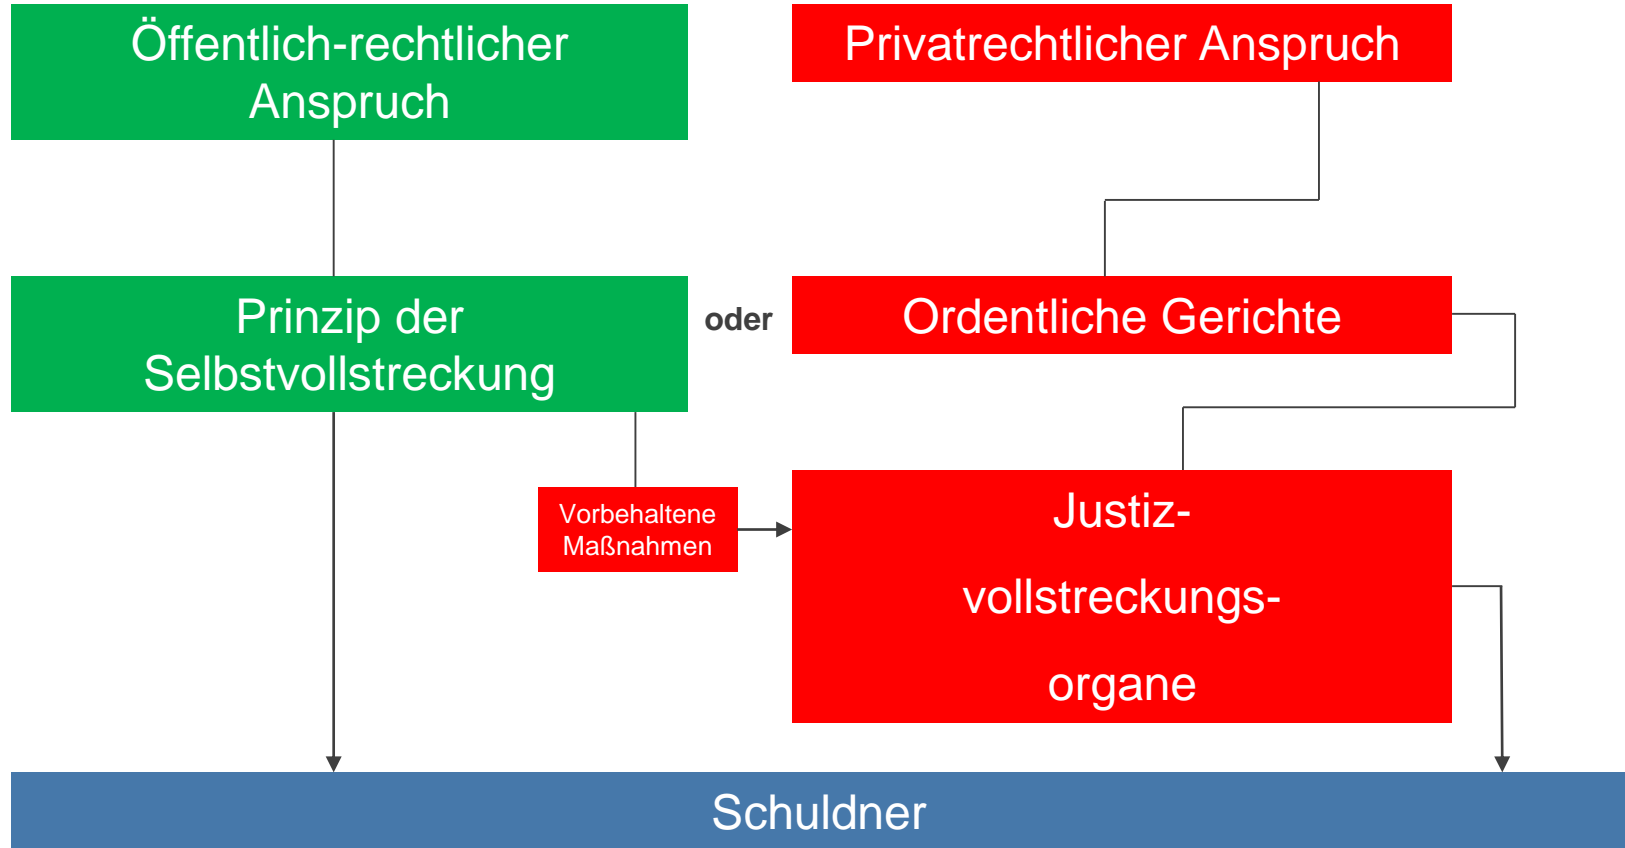 Öffentlich-rechtlicher
Anspruch
Privatrechtlicher Anspruch
Prinzip der
Selbstvollstreckung
oder
Ordentliche Gerichte
Vorbehaltene
Maßnahmen
Justiz-
vollstreckungs-
organe
Schuldner